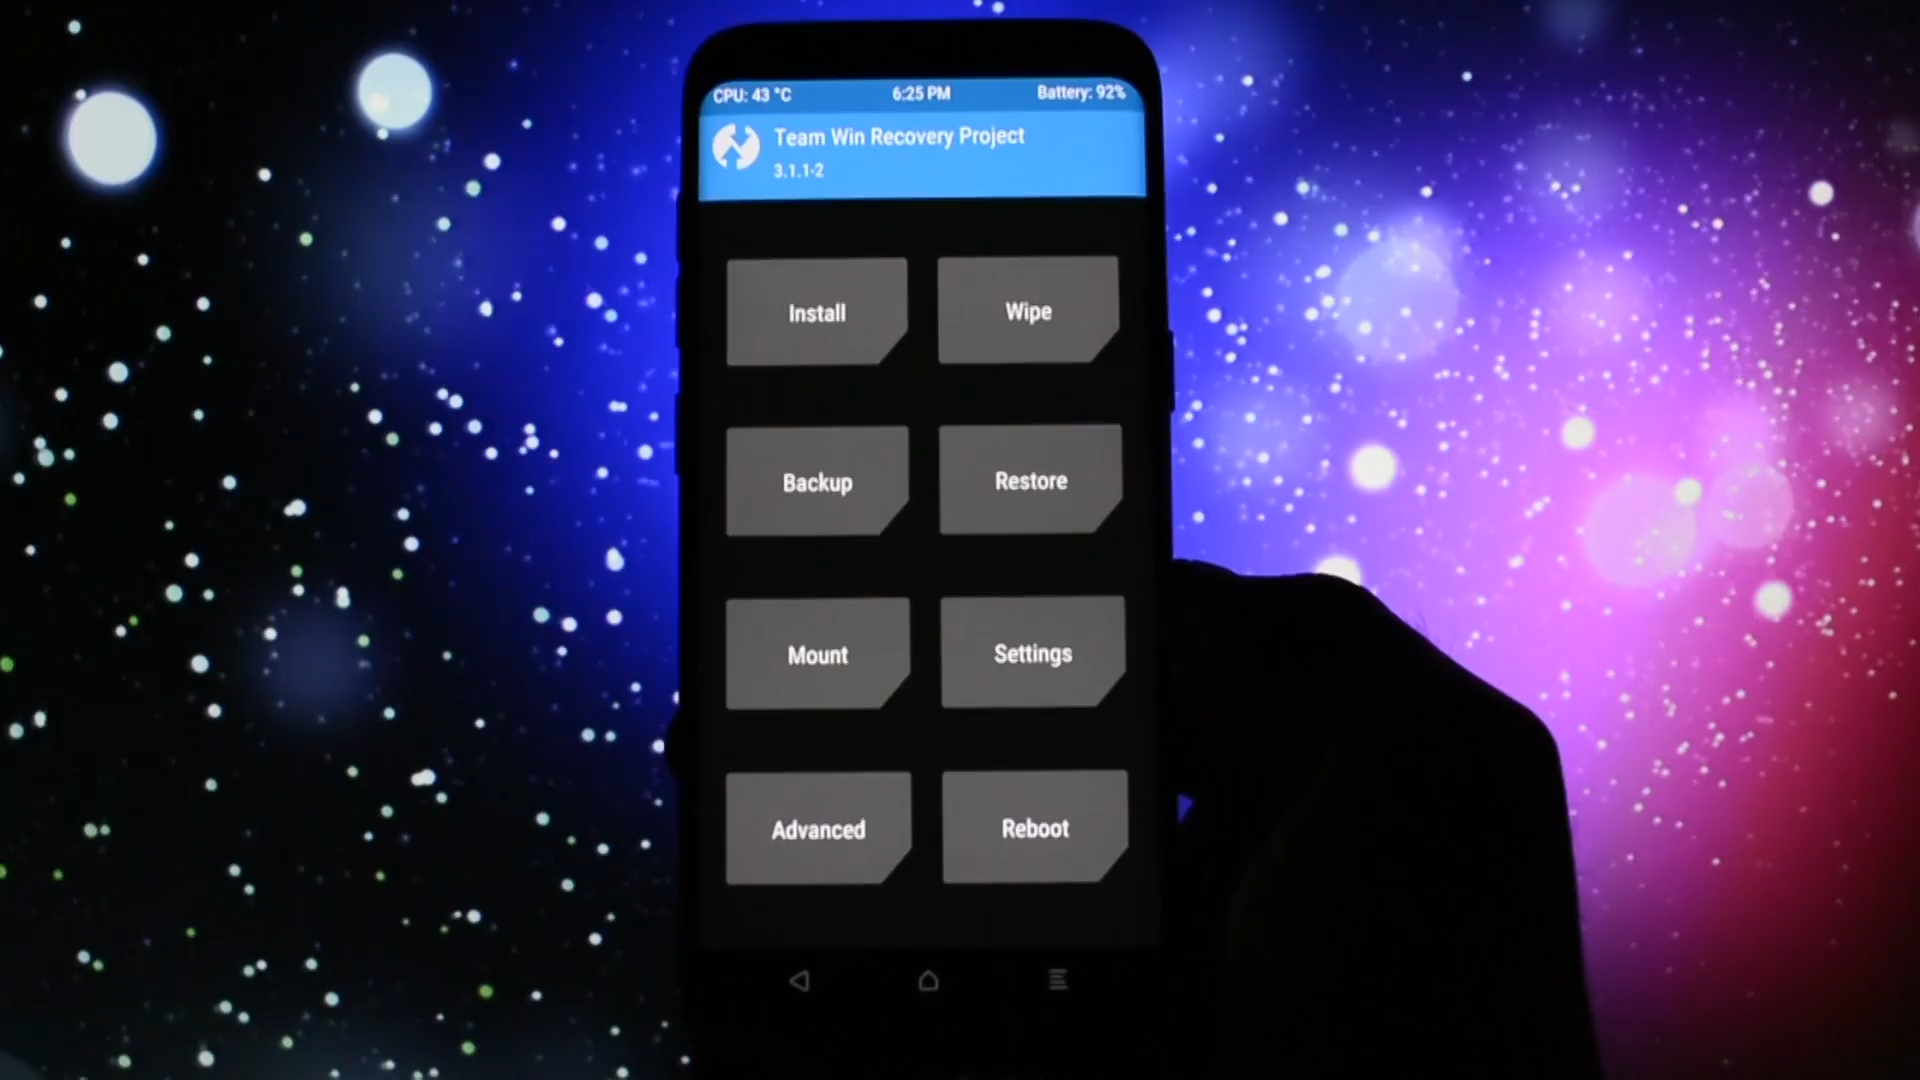 CPU: 43 °C 6:25 PM Battery: 92%
Team Win Recovery Project
3.1.1-2
Install Wipe
Backup Restore
Mount Settings
Advanced Reboot